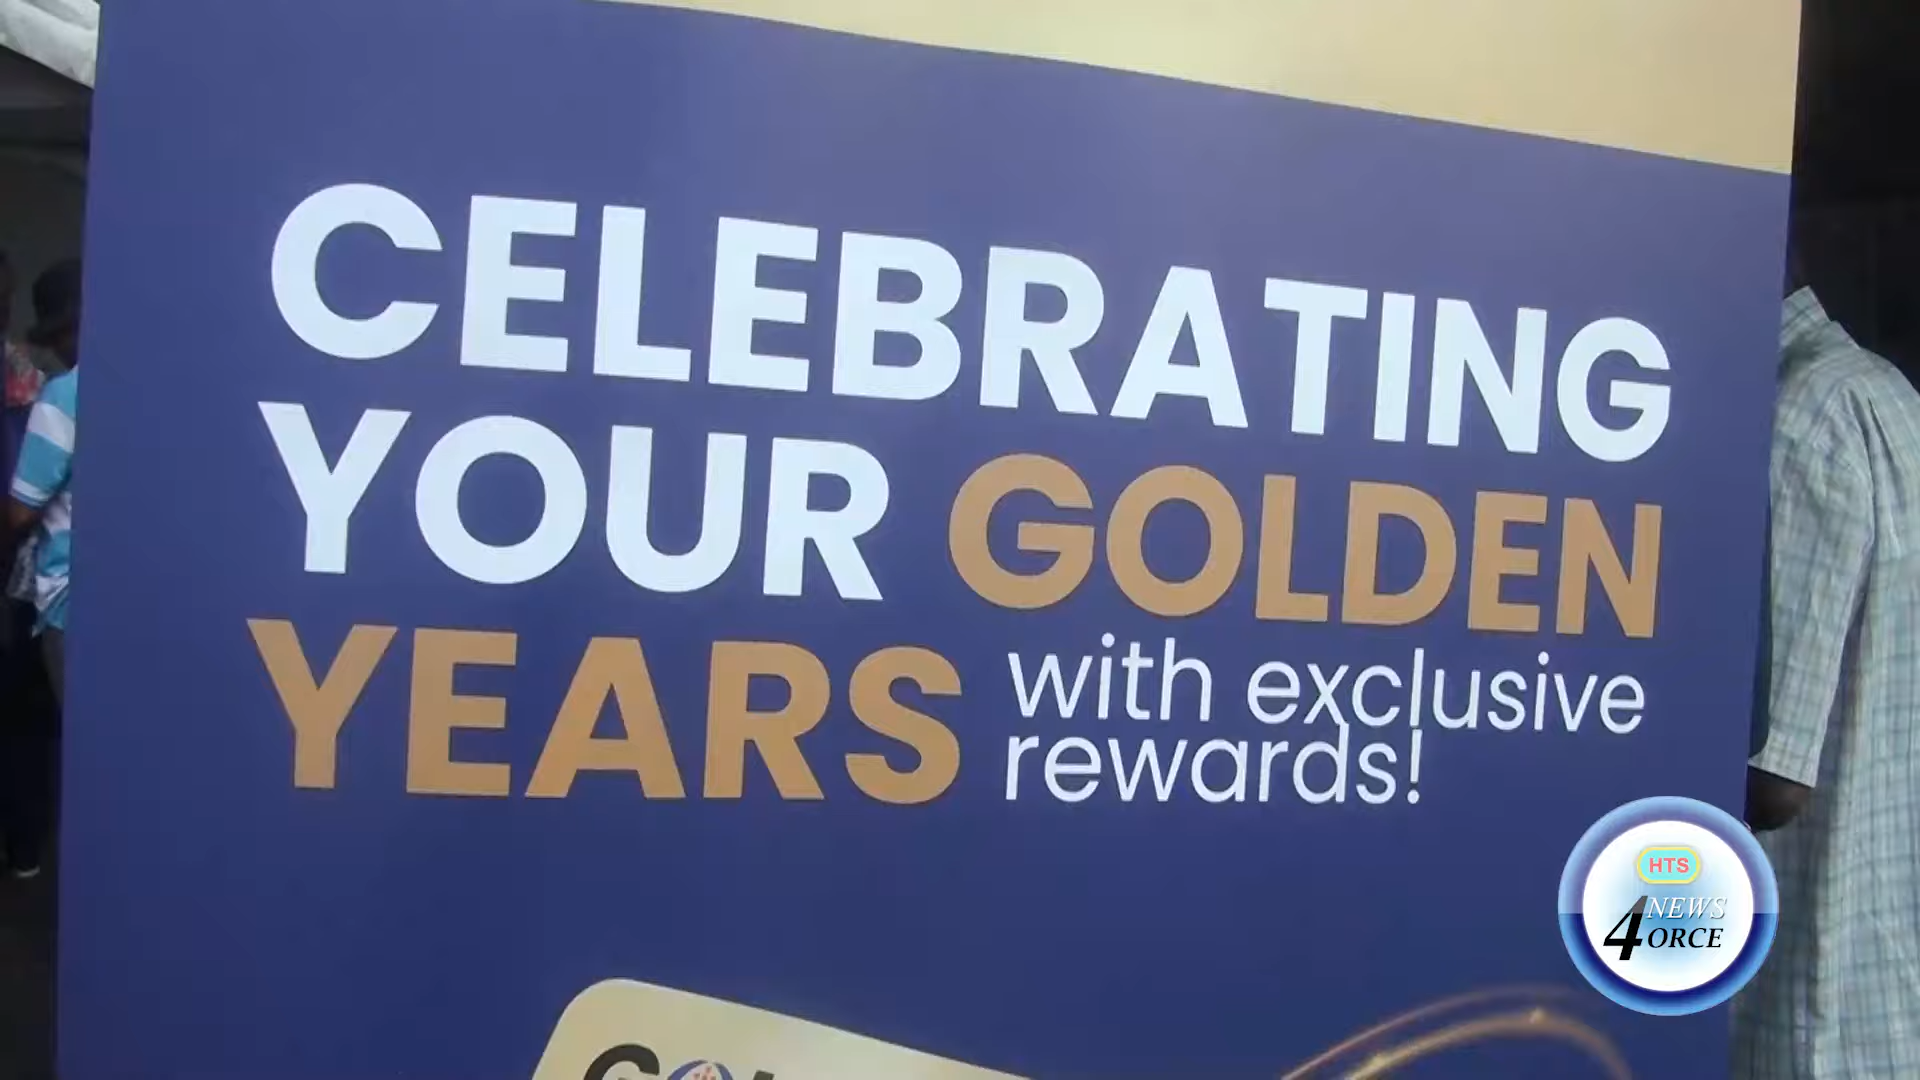 CELEBRATING
YOUR GOLDEN
YEARS with exclusive
rewards!
HTS
NEWS
4ORCE